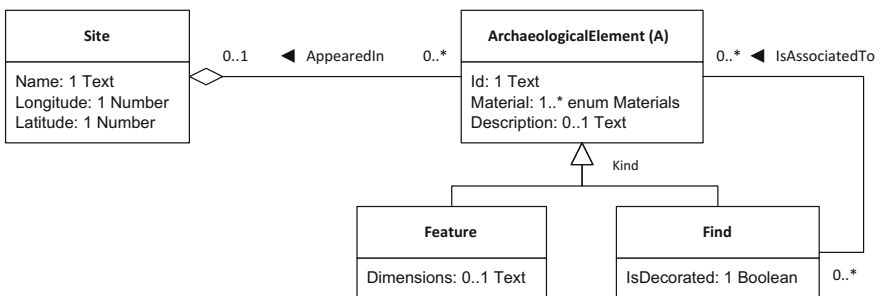 Site
Name: 1 Text
Longitude: 1 Number
Latitude: 1 Number
0..1 ◀ AppearedIn 0..*
ArchaeologicalElement (A)
Id: 1 Text
Material: 1..* enum Materials
Description: 0..1 Text
0..* ◀ IsAssociatedTo
Kind
Feature
Dimensions: 0..1 Text
Find
IsDecorated: 1 Boolean
0..*